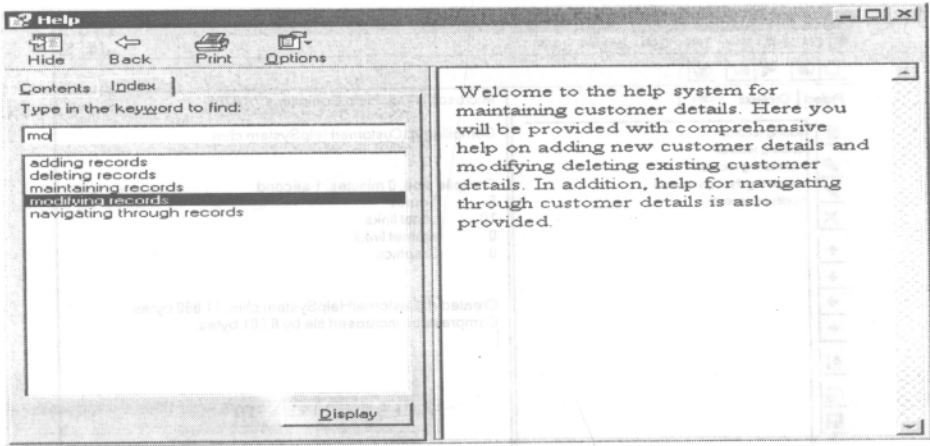 Help
Hide Back Print Options
Contents Index
Type in the keyword to find:
mo
adding records
deleting records
maintaining records
modifying records
navigating through records
Display
Welcome to the help system for
maintaining customer details. Here you
will be provided with comprehensive
help on adding new customer details and
modifying deleting existing customer
details. In addition, help for navigating
through customer details is aslo
provided.